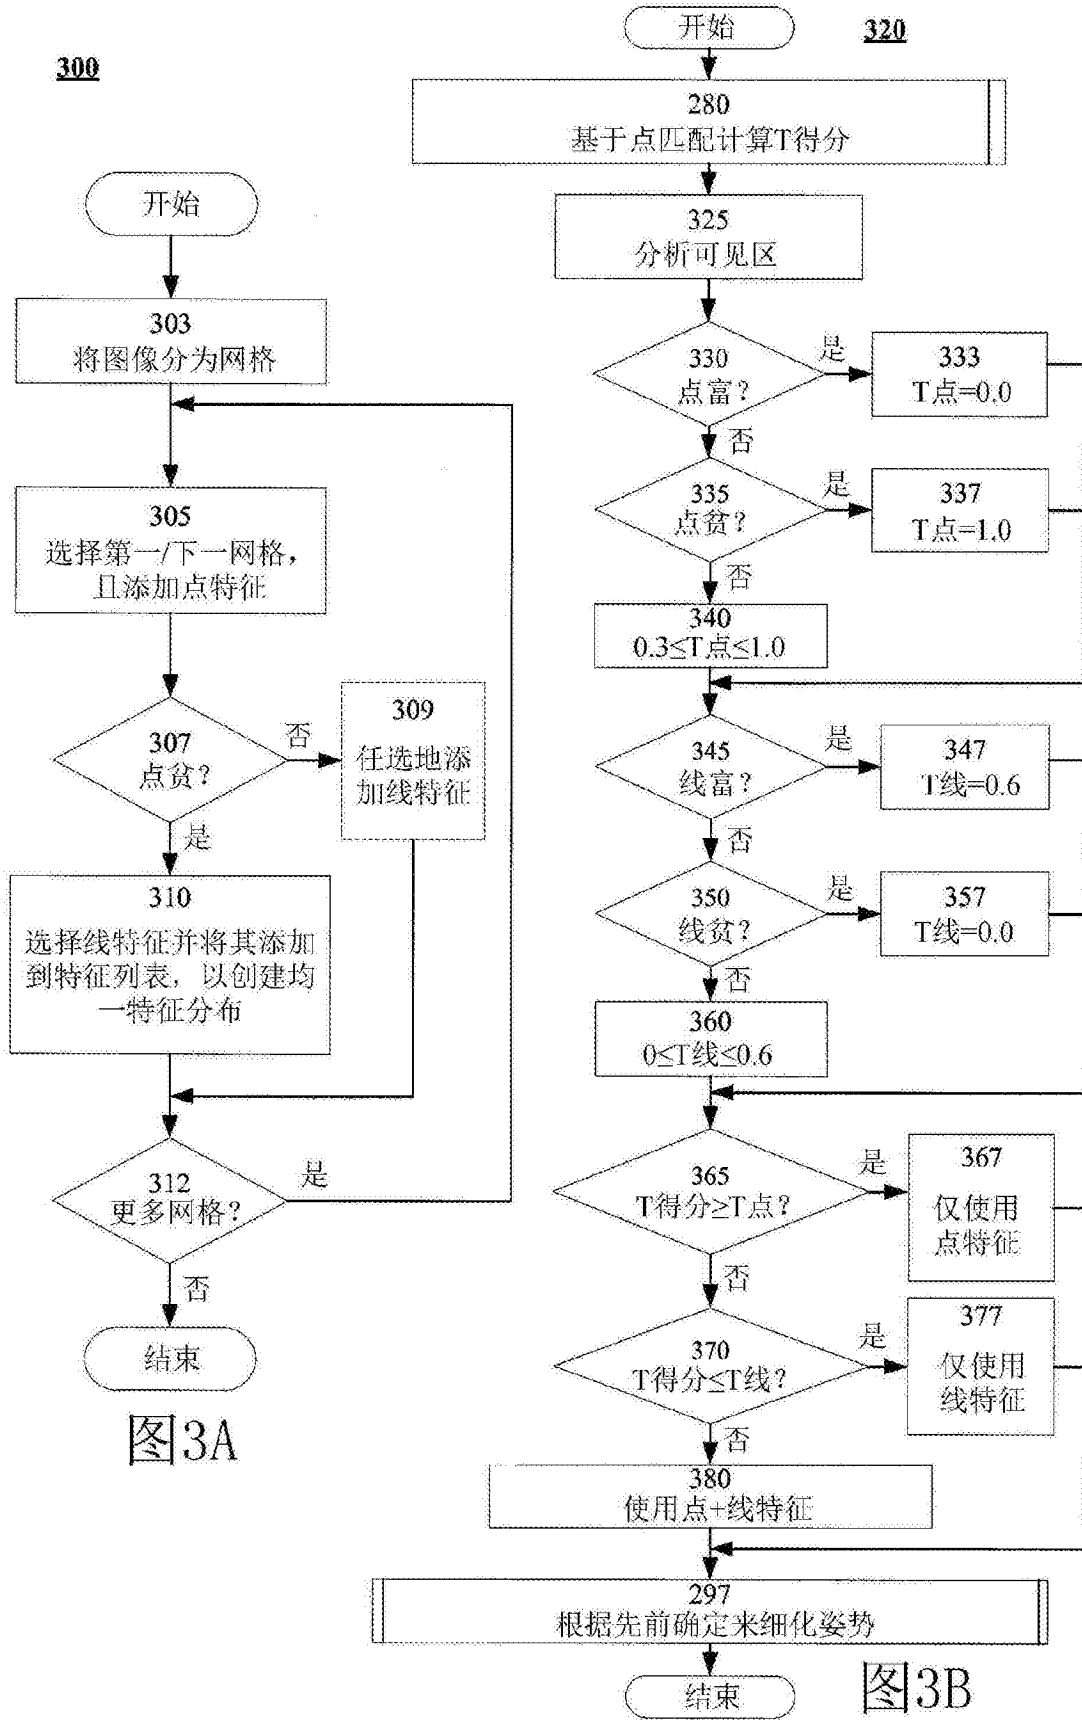 300
开始
303
将图像分为网格
305
选择第一/下一网格，
且添加点特征
307
点贫？
否
309
任选地添
加线特征
是
310
选择线特征并将其添加
到特征列表，以创建均
一特征分布
312
更多网格？
是
否
结束
图3A
320
开始
280
基于点匹配计算T得分
325
分析可见区
330
点富？
是
333
T点=0.0
否
335
点贫？
是
337
T点=1.0
否
340
0.3≤T点≤1.0
345
线富？
是
347
T线=0.6
否
350
线贫？
是
357
T线=0.0
否
360
0≤T线≤0.6
365
T得分≥T点？
是
367
仅使用
点特征
否
370
T得分≤T线？
是
377
仅使用
线特征
否
380
使用点+线特征
297
根据先前确定来细化姿势
结束
图3B